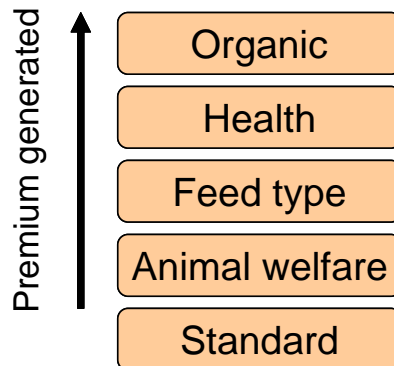 Premium generated
Organic
Health
Feed type
Animal welfare
Standard